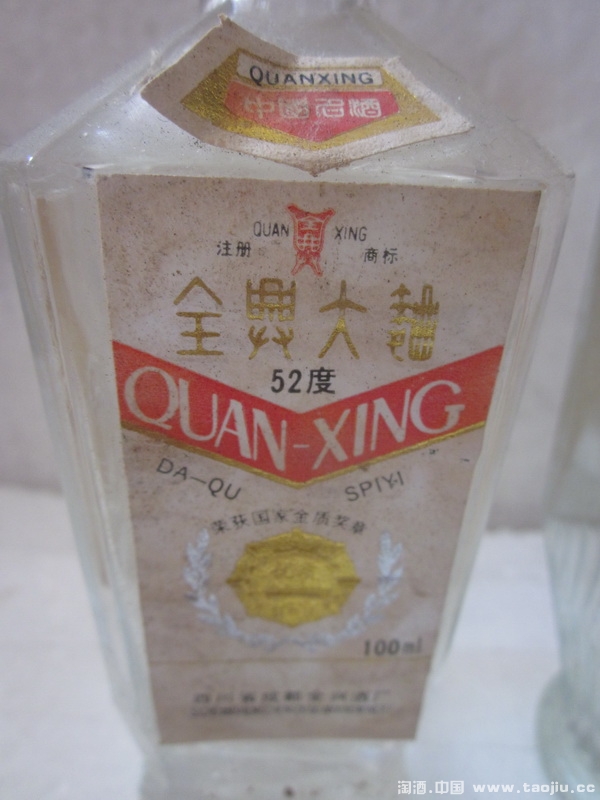 QUANXING
中國名酒
QUAN 全興 XING
注册 商标
全興大麯
52度
QUAN-XING
DA-QU SPIYI
荣获国家金质奖章
100ml
四川省成都全兴酒厂
淘酒.中国 www.taojiu.cc